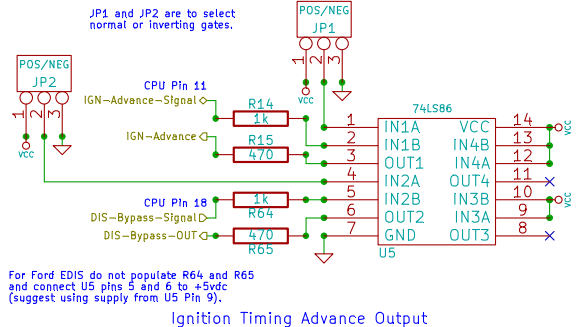 JP1 and JP2 are to select
normal or inverting gates.
POS/NEG
JP1
1
2
3
VCC
POS/NEG
JP2
1
2
3
VCC
CPU Pin 11
IGN-Advance-Signal
R14
1k
IGN-Advance
R15
470
CPU Pin 18
1k
R64
DIS-Bypass-Signal
DIS-Bypass-OUT
470
R65
74LS86
1 IN1A VCC 14 VCC
2 IN1B IN4B 13
3 OUT1 IN4A 12
4 IN2A OUT4 11
5 IN2B IN3B 10 VCC
6 OUT2 IN3A 9
7 GND OUT3 8
U5
For Ford EDIS do not populate R64 and R65
and connect U5 pins 5 and 6 to +5vdc
(suggest using supply from U5 Pin 9).
Ignition Timing Advance Output